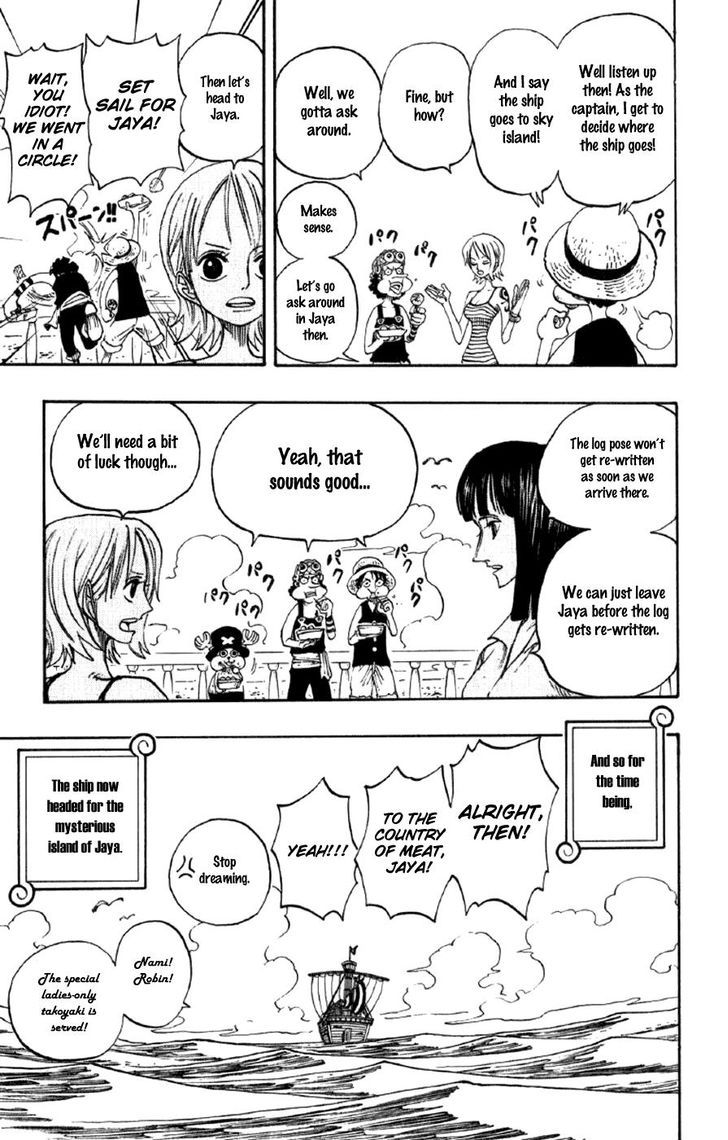 Well listen up
then! As the
captain, I get to
decide where
the ship goes!
And I say
the ship
goes to sky
island!
Fine, but
how?
Well, we
gotta ask
around.
Makes
sense.
Let's go
ask around
in Jaya
then.
パク
パク
パク
パク
Then let's
head to
Jaya.
SET
SAIL FOR
JAYA!
WAIT,
YOU
IDIOT!
WE WENT
IN A
CIRCLE!
スパーン!!
The log pose won't
get re-written
as soon as we
arrive there.
We can just leave
Jaya before the log
gets re-written.
Yeah, that
sounds good...
We'll need a bit
of luck though...
パク
パク
パク
パク
And so for
the time
being,
ALRIGHT,
THEN!
TO THE
COUNTRY
OF MEAT,
JAYA!
YEAH!!!
Stop
dreaming.
The ship now
headed for the
mysterious
island of Jaya.
Nami!
Robin!
The special
ladies-only
takoyaki is
served!